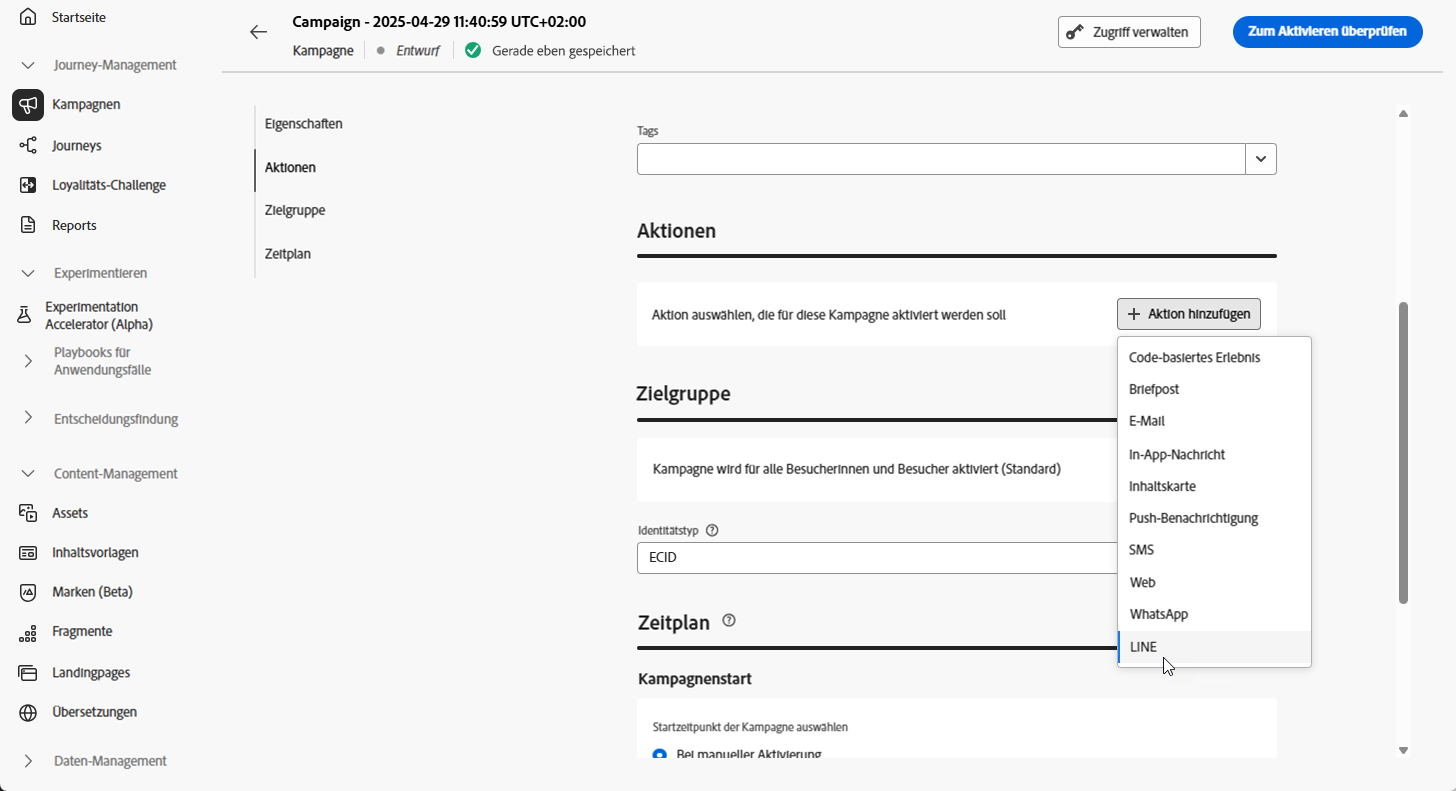 Startseite
Journey-Management
Kampagnen
Journeys
Loyalitäts-Challenge
Reports
Experimentieren
Experimentation
Accelerator (Alpha)
Playbooks für
Anwendungsfälle
Entscheidungsfindung
Content-Management
Assets
Inhaltsvorlagen
Marken (Beta)
Fragmente
Landingpages
Übersetzungen
Daten-Management
Campaign - 2025-04-29 11:40:59 UTC+02:00
Kampagne Entwurf Gerade eben gespeichert
Zugriff verwalten
Zum Aktivieren überprüfen
Eigenschaften
Aktionen
Zielgruppe
Zeitplan
Tags
Aktionen
Aktion auswählen, die für diese Kampagne aktiviert werden soll
Aktion hinzufügen
Code-basiertes Erlebnis
Briefpost
E-Mail
In-App-Nachricht
Inhaltskarte
Push-Benachrichtigung
SMS
Web
WhatsApp
LINE
Zielgruppe
Kampagne wird für alle Besucherinnen und Besucher aktiviert (Standard)
Identitätstyp
ECID
Zeitplan
Kampagnenstart
Startzeitpunkt der Kampagne auswählen
Bei manueller Aktivierung